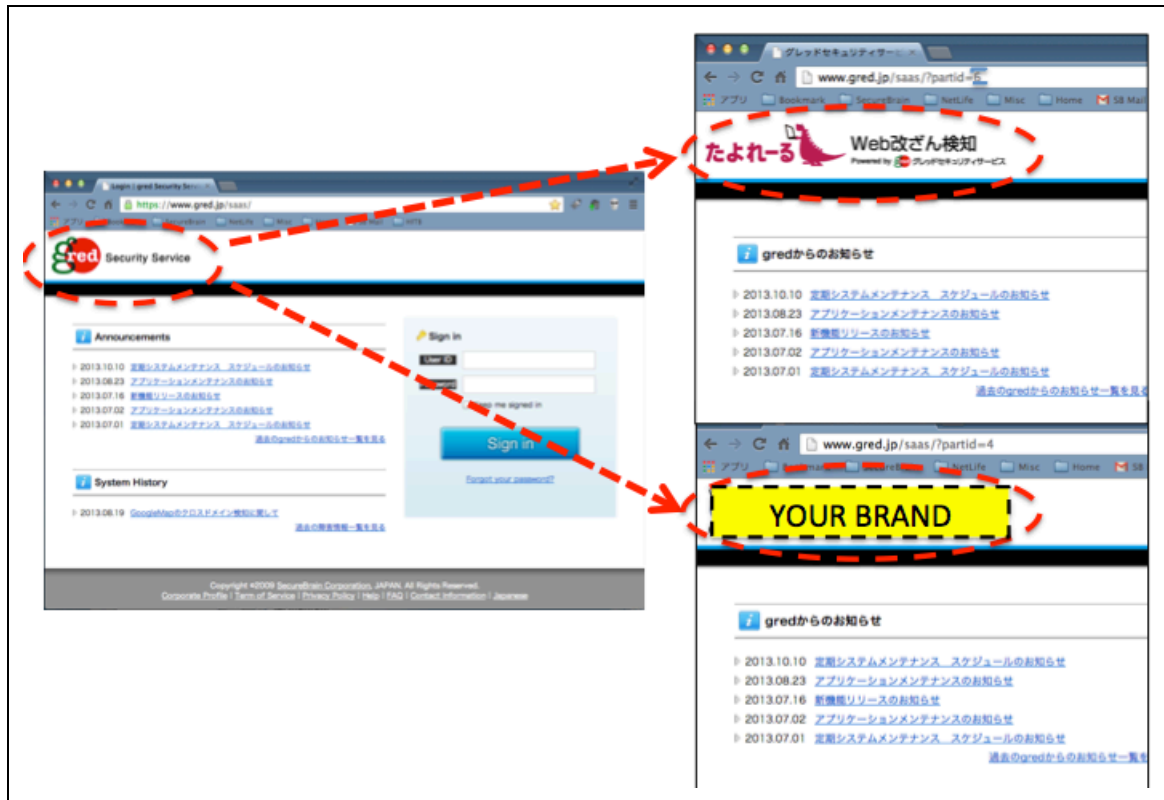 Login | gred Security Servi
https://www.gred.jp/saas/
gred Security Service
Announcements
2013.10.10 定期システムメンテナンス スケジュールのお知らせ
2013.08.23 アプリケーションメンテナンスのお知らせ
2013.07.16 新機能リリースのお知らせ
2013.07.02 アプリケーションメンテナンスのお知らせ
2013.07.01 定期システムメンテナンス スケジュールのお知らせ
過去のgredからのお知らせ一覧を見る
System History
2013.08.19 GoogleMapのクロスドメイン検知に関して
過去の障害情報一覧を見る
Sign in
User ID
Password
me signed in
Sign in
Forgot your password?
Copyright ©2009 SecureBrain Corporation, JAPAN. All Rights Reserved.
Corporate Profile | Term of Service | Privacy Policy | Help | FAQ | Contact Information | Japanese
グレッドセキュリティサービ
www.gred.jp/saas/?partid=6
アプリ Bookmark SecureBrain NetLife Misc Home SB Mail
たよれーる Web改ざん検知
Powered by gred グレッドセキュリティサービス
gredからのお知らせ
2013.10.10 定期システムメンテナンス スケジュールのお知らせ
2013.08.23 アプリケーションメンテナンスのお知らせ
2013.07.16 新機能リリースのお知らせ
2013.07.02 アプリケーションメンテナンスのお知らせ
2013.07.01 定期システムメンテナンス スケジュールのお知らせ
過去のgredからのお知らせ一覧を見る
www.gred.jp/saas/?partid=4
アプリ Bookmark SecureBrain NetLife Misc Home SB
YOUR BRAND
gredからのお知らせ
2013.10.10 定期システムメンテナンス スケジュールのお知らせ
2013.08.23 アプリケーションメンテナンスのお知らせ
2013.07.16 新機能リリースのお知らせ
2013.07.02 アプリケーションメンテナンスのお知らせ
2013.07.01 定期システムメンテナンス スケジュールのお知らせ
過去のgredからのお知らせ一覧を